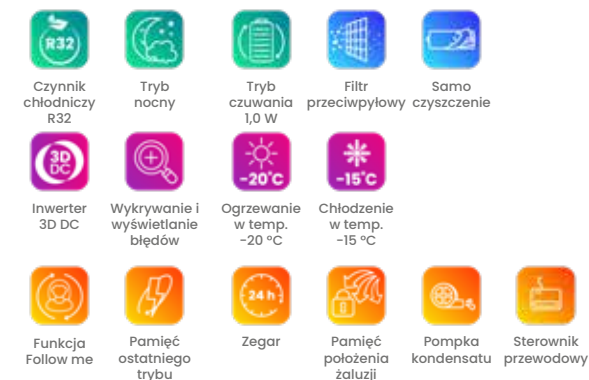 R32
Czynnik
chłodniczy
R32
Tryb
nocny
Tryb
czuwania
1,0 W
Filtr
przeciwpyłowy
Samo
czyszczenie
3D
DC
Inwerter
3D DC
Wykrywanie i
wyświetlanie
błędów
-20°C
Ogrzewanie
w temp.
-20 °C
-15°C
Chłodzenie
w temp.
-15 °C
Funkcja
Follow me
Pamięć
ostatniego
trybu
24 h
Zegar
Pamięć
położenia
żaluzji
Pompka
kondensatu
Sterownik
przewodowy